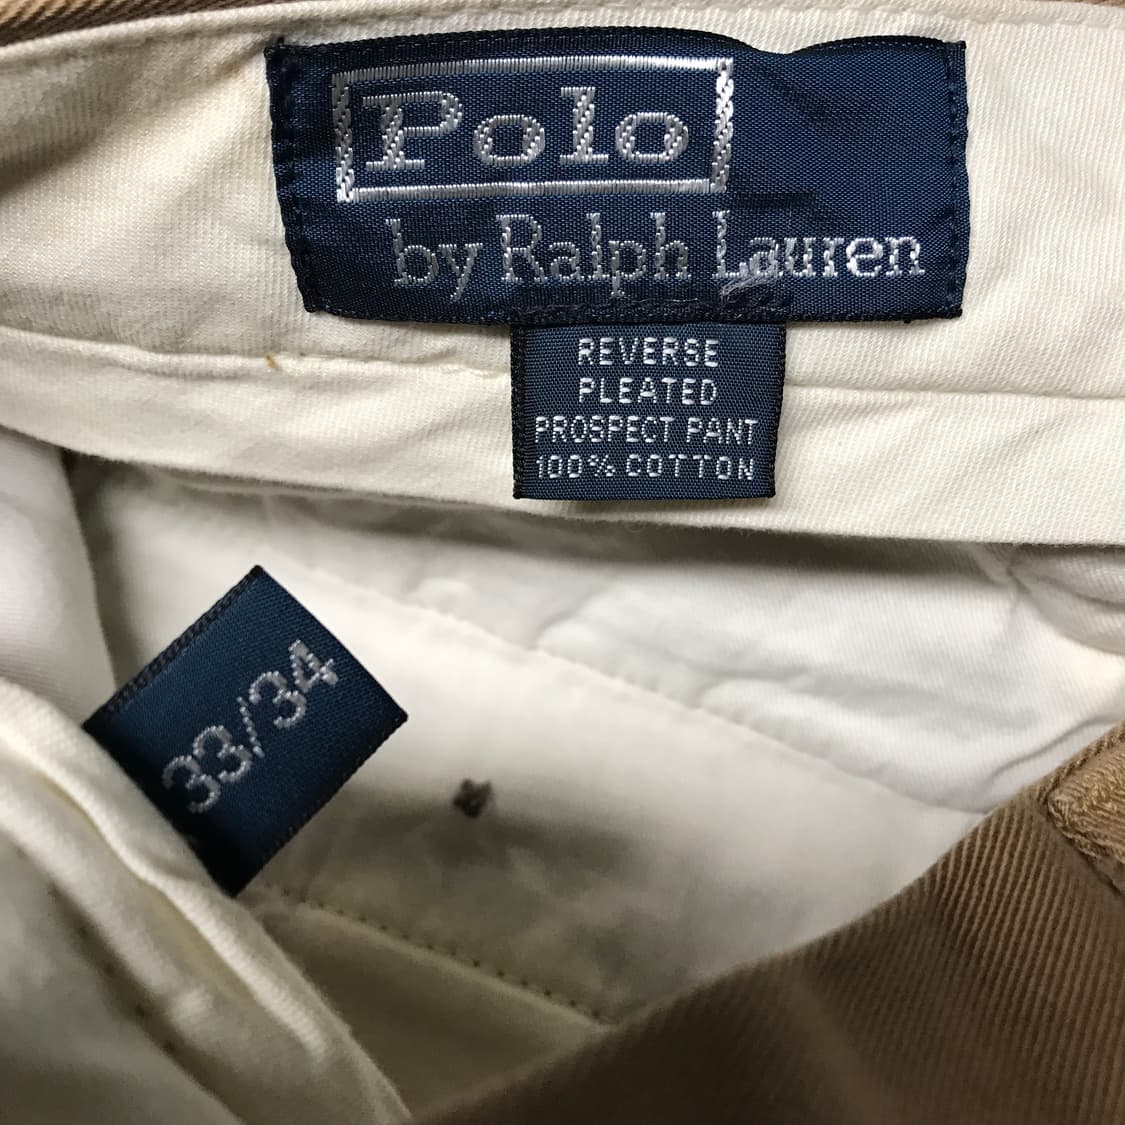 Polo
by Ralph Lauren
REVERSE
PLEATED
PROSPECT PANT
100% COTTON
33/34